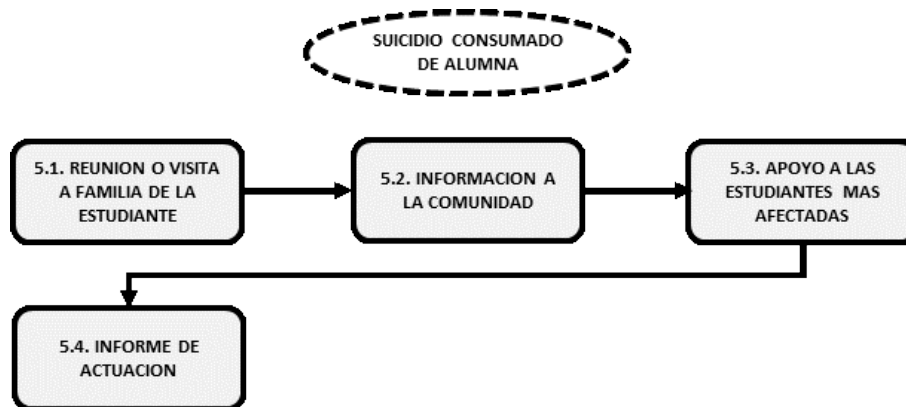 SUICIDIO CONSUMADO
DE ALUMNA
5.1. REUNION O VISITA
A FAMILIA DE LA
ESTUDIANTE
5.2. INFORMACION A
LA COMUNIDAD
5.3. APOYO A LAS
ESTUDIANTES MAS
AFECTADAS
5.4. INFORME DE
ACTUACION